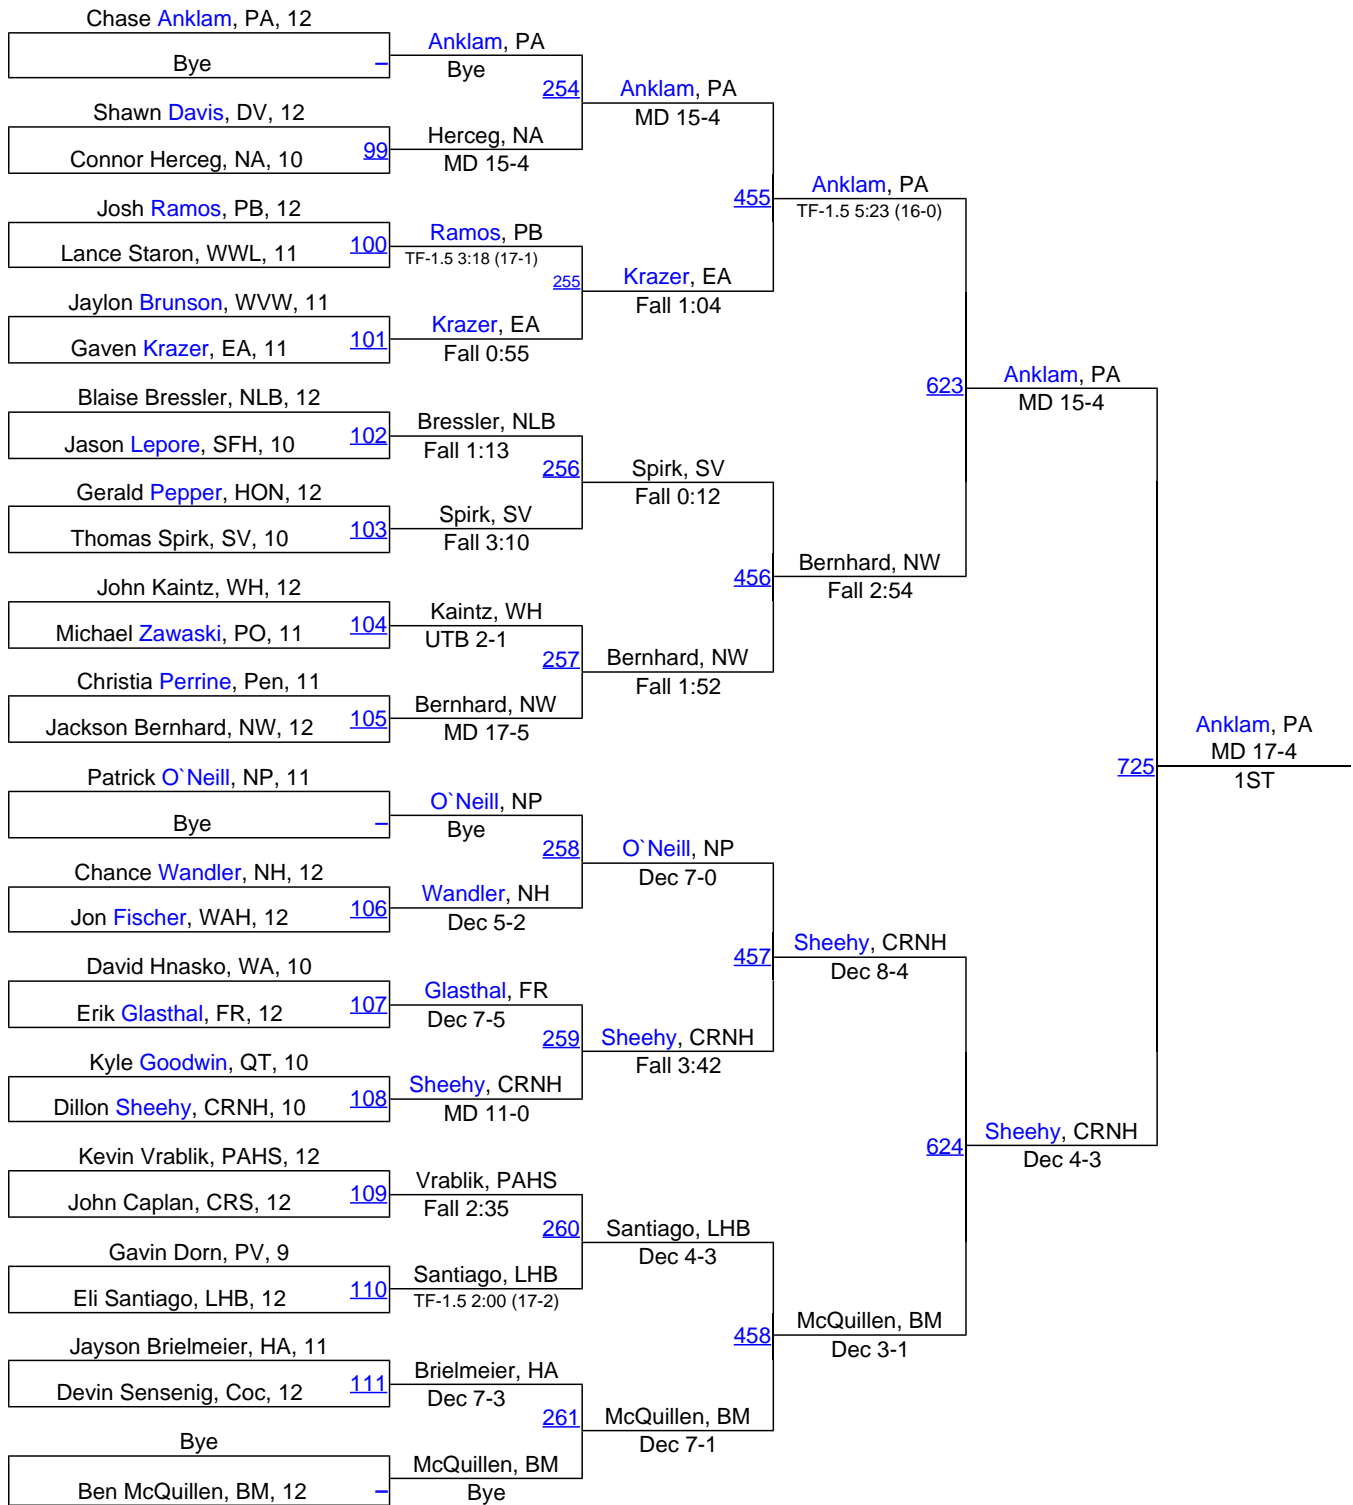 Chase Anklam, PA, 12
Bye
–
Shawn Davis, DV, 12
Connor Herceg, NA, 10
99
Josh Ramos, PB, 12
Lance Staron, WWL, 11
100
Jaylon Brunson, WVW, 11
Gaven Krazer, EA, 11
101
Blaise Bressler, NLB, 12
Jason Lepore, SFH, 10
102
Gerald Pepper, HON, 12
Thomas Spirk, SV, 10
103
John Kaintz, WH, 12
Michael Zawaski, PO, 11
104
Christia Perrine, Pen, 11
Jackson Bernhard, NW, 12
105
Patrick O`Neill, NP, 11
Bye
–
Chance Wandler, NH, 12
Jon Fischer, WAH, 12
106
David Hnasko, WA, 10
Erik Glasthal, FR, 12
107
Kyle Goodwin, QT, 10
Dillon Sheehy, CRNH, 10
108
Kevin Vrablik, PAHS, 12
John Caplan, CRS, 12
109
Gavin Dorn, PV, 9
Eli Santiago, LHB, 12
110
Jayson Brielmeier, HA, 11
Devin Sensenig, Coc, 12
111
Bye
Ben McQuillen, BM, 12
–
Anklam, PA
Bye
254
Herceg, NA
MD 15-4
Ramos, PB
TF-1.5 3:18 (17-1)
255
Krazer, EA
Fall 0:55
Bressler, NLB
Fall 1:13
256
Spirk, SV
Fall 3:10
Kaintz, WH
UTB 2-1
257
Bernhard, NW
MD 17-5
O`Neill, NP
Bye
258
Wandler, NH
Dec 5-2
Glasthal, FR
Dec 7-5
259
Sheehy, CRNH
MD 11-0
Vrablik, PAHS
Fall 2:35
260
Santiago, LHB
TF-1.5 2:00 (17-2)
Brielmeier, HA
Dec 7-3
261
McQuillen, BM
Bye
Anklam, PA
MD 15-4
455
Krazer, EA
Fall 1:04
Spirk, SV
Fall 0:12
456
Bernhard, NW
Fall 1:52
O`Neill, NP
Dec 7-0
457
Sheehy, CRNH
Fall 3:42
Santiago, LHB
Dec 4-3
458
McQuillen, BM
Dec 7-1
Anklam, PA
TF-1.5 5:23 (16-0)
623
Bernhard, NW
Fall 2:54
Sheehy, CRNH
Dec 8-4
624
McQuillen, BM
Dec 3-1
Anklam, PA
MD 15-4
725
Sheehy, CRNH
Dec 4-3
Anklam, PA
MD 17-4
1ST